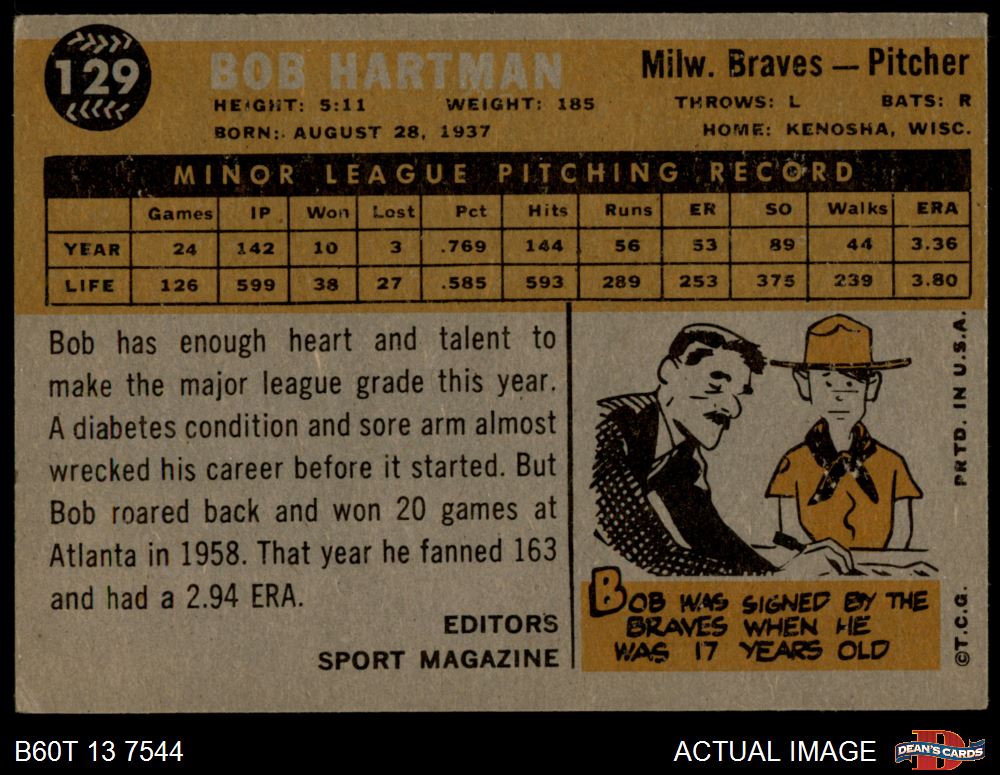 129
BOB HARTMAN
Milw. Braves — Pitcher
HEIGHT: 5:11 WEIGHT: 185 THROWS: L BATS: R
BORN: AUGUST 28, 1937 HOME: KENOSHA, WISC.
MINOR LEAGUE PITCHING RECORD
Games IP Won Lost Pct Hits Runs ER SO Walks ERA
YEAR 24 142 10 3 .769 144 56 53 89 44 3.36
LIFE 126 599 38 27 .585 593 289 253 375 239 3.80
Bob has enough heart and talent to
make the major league grade this year.
A diabetes condition and sore arm almost
wrecked his career before it started. But
Bob roared back and won 20 games at
Atlanta in 1958. That year he fanned 163
and had a 2.94 ERA.
EDITORS
SPORT MAGAZINE
BOB WAS SIGNED BY THE
BRAVES WHEN HE
WAS 17 YEARS OLD
PRTD. IN U.S.A.
©T.C.G.
B60T 13 7544
ACTUAL IMAGE
D
DEAN'S CARDS